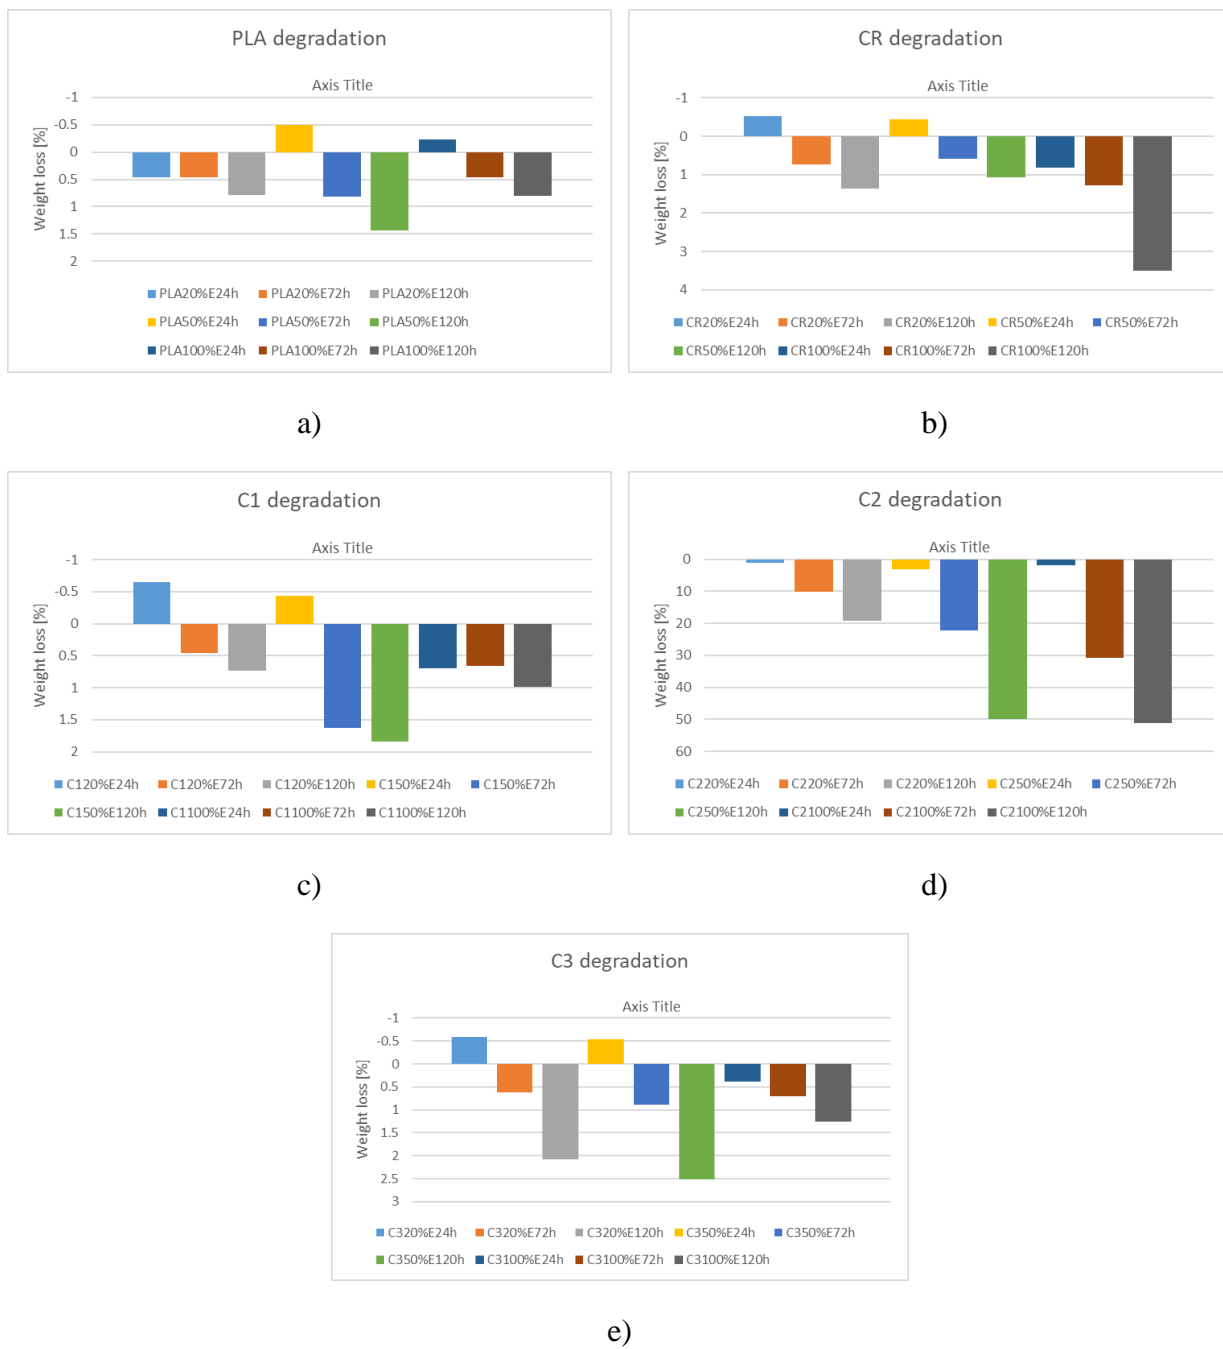 PLA degradation
Axis Title
Weight loss [%]
-1
-0.5
0
0.5
1
1.5
2
PLA20%E24h PLA20%E72h PLA20%E120h
PLA50%E24h PLA50%E72h PLA50%E120h
PLA100%E24h PLA100%E72h PLA100%E120h
a)
CR degradation
Axis Title
Weight loss [%]
-1
0
1
2
3
4
CR20%E24h CR20%E72h CR20%E120h CR50%E24h CR50%E72h
CR50%E120h CR100%E24h CR100%E72h CR100%E120h
b)
C1 degradation
Axis Title
Weight loss [%]
-1
-0.5
0
0.5
1
1.5
2
C120%E24h C120%E72h C120%E120h C150%E24h C150%E72h
C150%E120h C1100%E24h C1100%E72h C1100%E120h
c)
C2 degradation
Axis Title
Weight loss [%]
0
10
20
30
40
50
60
C220%E24h C220%E72h C220%E120h C250%E24h C250%E72h
C250%E120h C2100%E24h C2100%E72h C2100%E120h
d)
C3 degradation
Axis Title
Weight loss [%]
-1
-0.5
0
0.5
1
1.5
2
2.5
3
C320%E24h C320%E72h C320%E120h C350%E24h C350%E72h
C350%E120h C3100%E24h C3100%E72h C3100%E120h
e)